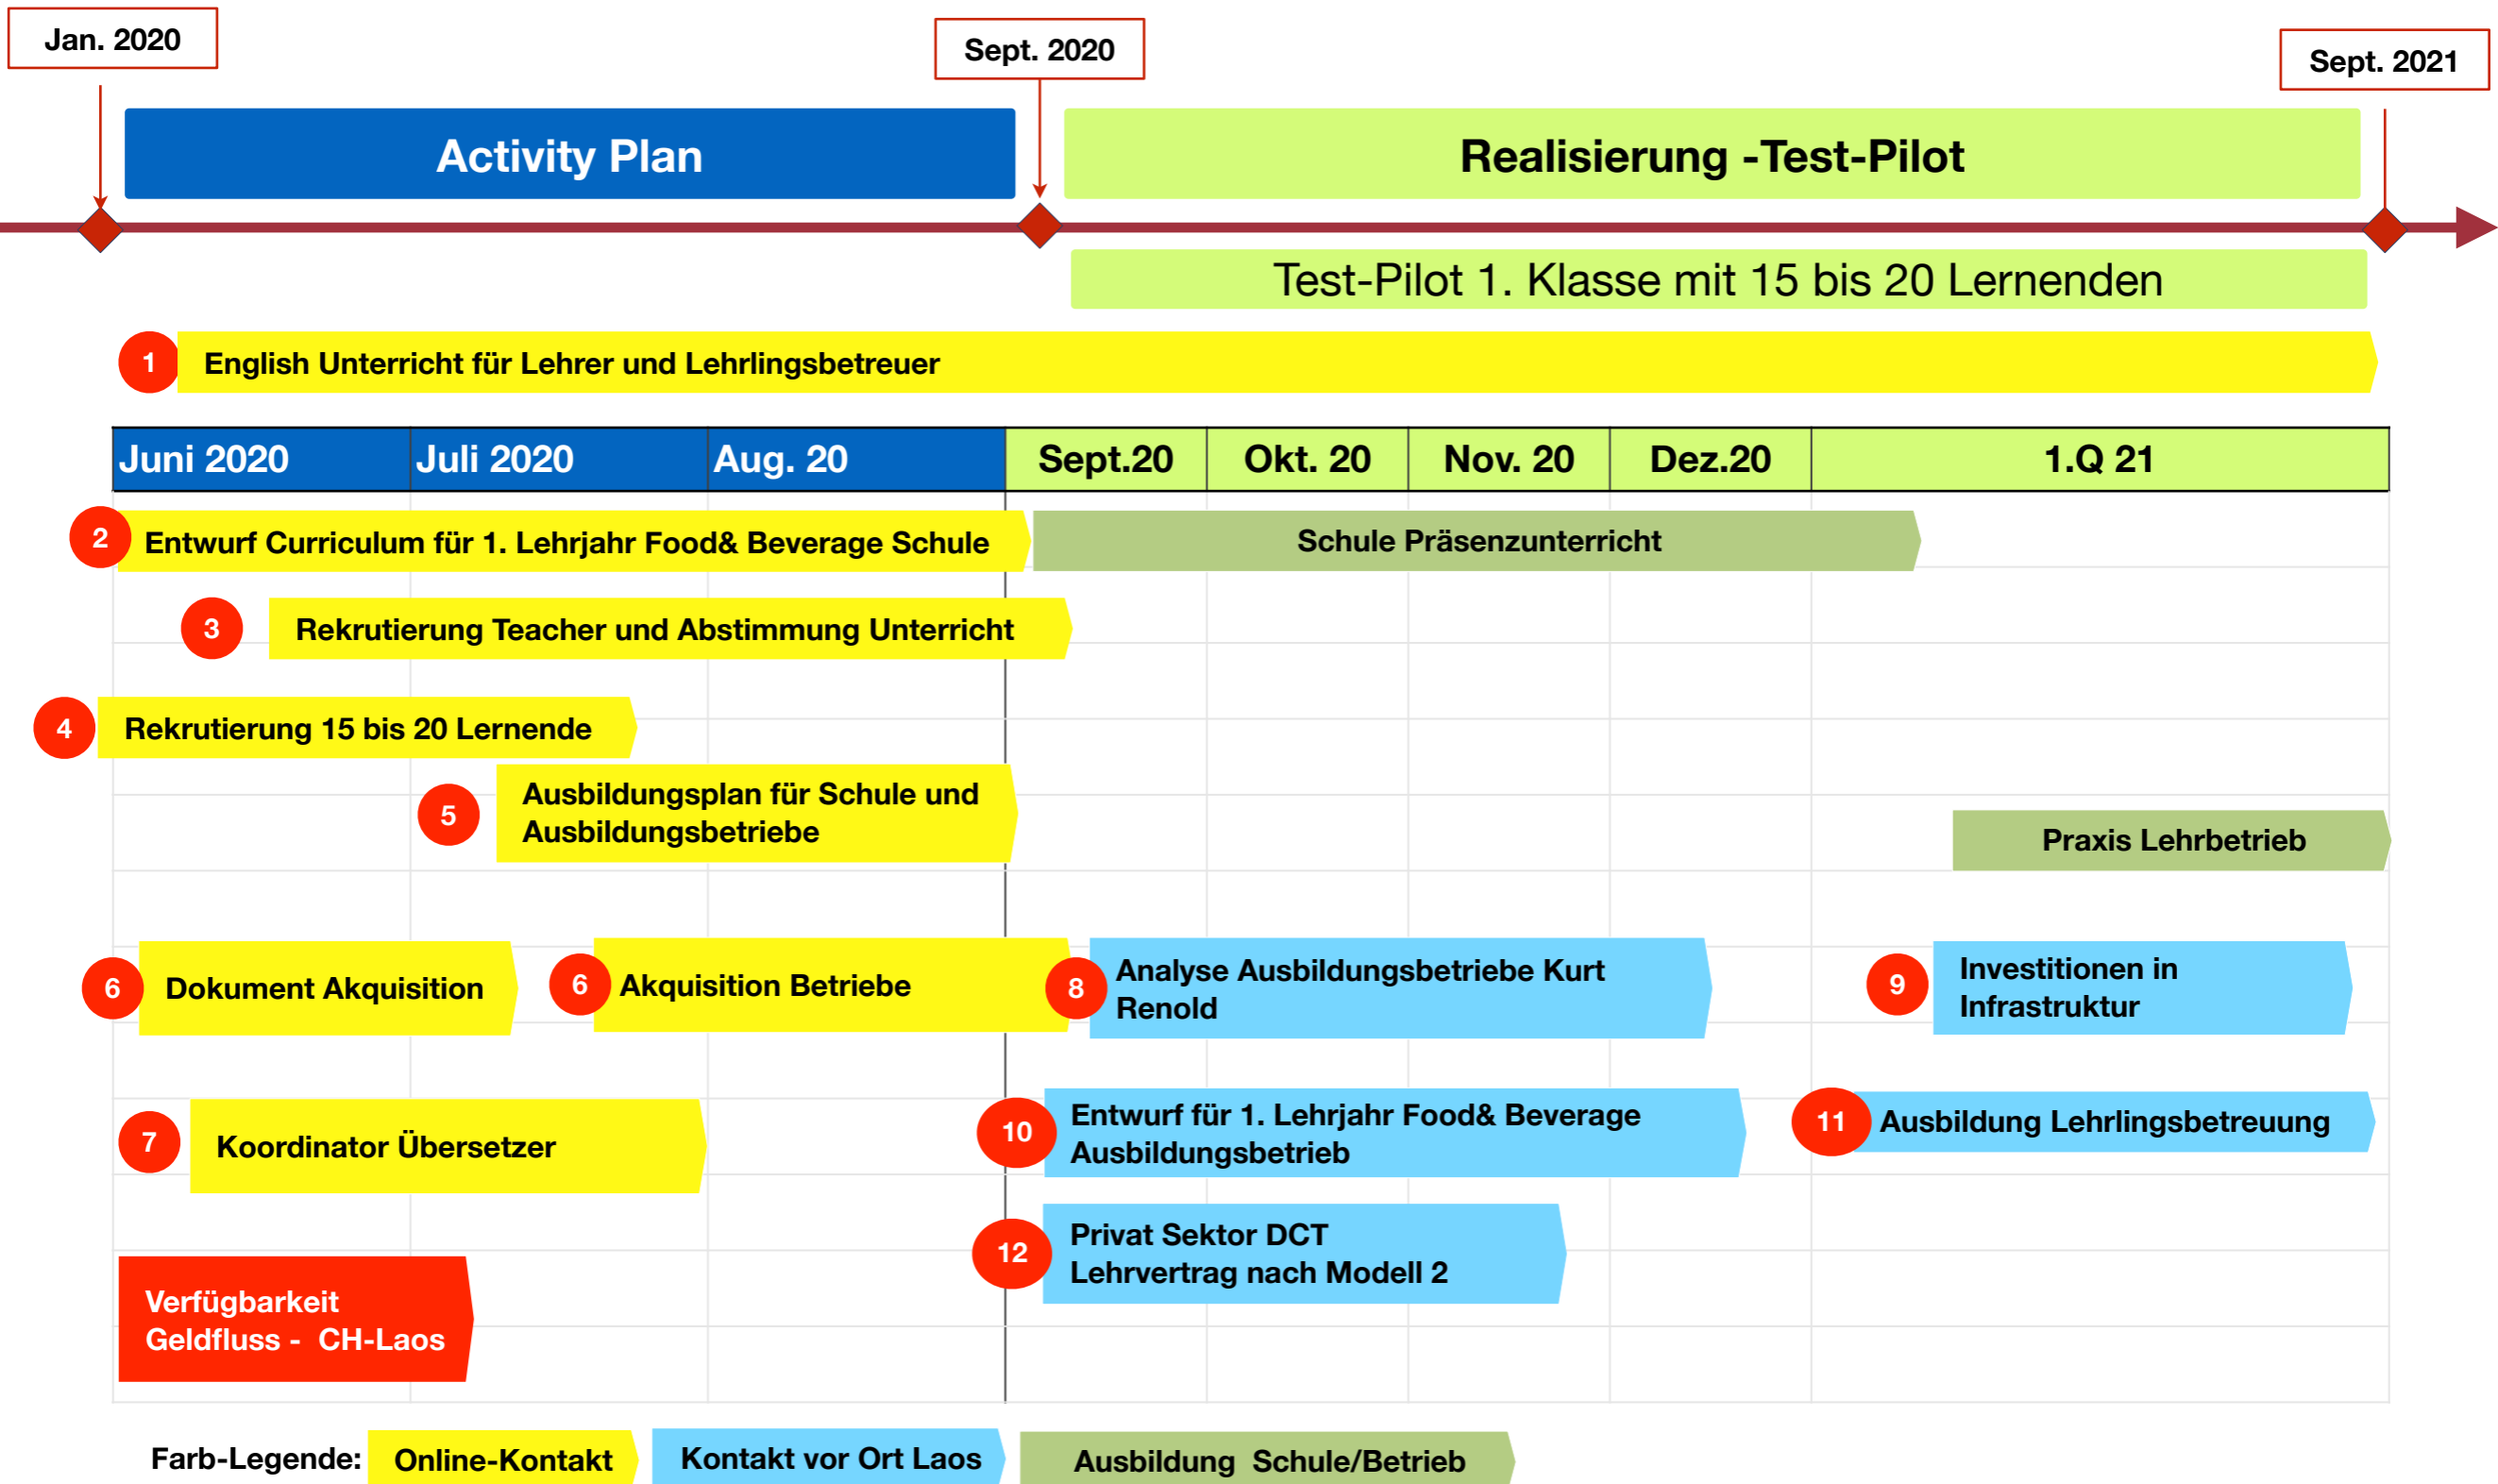 Jan. 2020
Sept. 2020
Sept. 2021
Activity Plan
Realisierung -Test-Pilot
Test-Pilot 1. Klasse mit 15 bis 20 Lernenden
1
English Unterricht für Lehrer und Lehrlingsbetreuer
Juni 2020
Juli 2020
Aug. 20
Sept.20
Okt. 20
Nov. 20
Dez.20
1.Q 21
2
Entwurf Curriculum für 1. Lehrjahr Food& Beverage Schule
Schule Präsenzunterricht
3
Rekrutierung Teacher und Abstimmung Unterricht
4
Rekrutierung 15 bis 20 Lernende
5
Ausbildungsplan für Schule und
Ausbildungsbetriebe
Praxis Lehrbetrieb
6
Dokument Akquisition
6
Akquisition Betriebe
8
Analyse Ausbildungsbetriebe Kurt
Renold
9
Investitionen in
Infrastruktur
7
Koordinator Übersetzer
10
Entwurf für 1. Lehrjahr Food& Beverage
Ausbildungsbetrieb
11
Ausbildung Lehrlingsbetreuung
12
Privat Sektor DCT
Lehrvertrag nach Modell 2
Verfügbarkeit
Geldfluss - CH-Laos
Farb-Legende:
Online-Kontakt
Kontakt vor Ort Laos
Ausbildung Schule/Betrieb